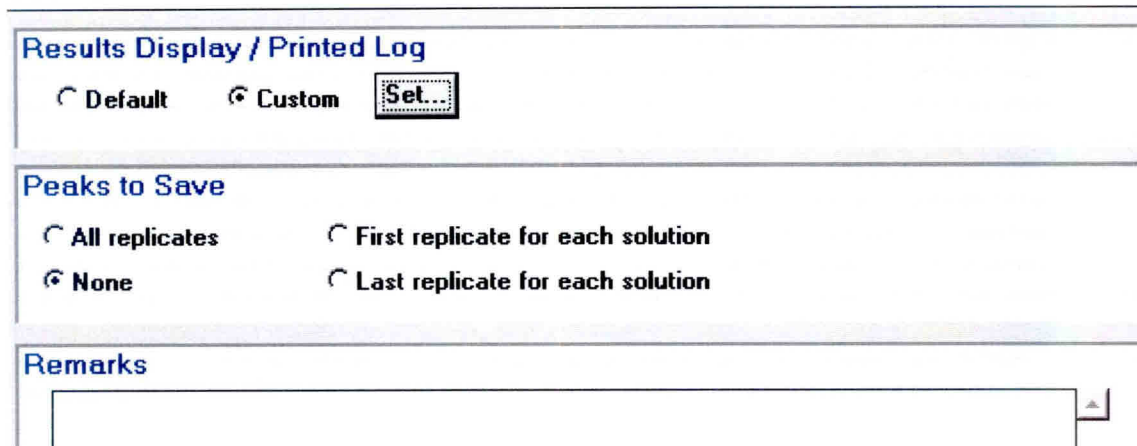 Results Display / Printed Log
Default Custom Set...
Peaks to Save
All replicates First replicate for each solution
None Last replicate for each solution
Remarks